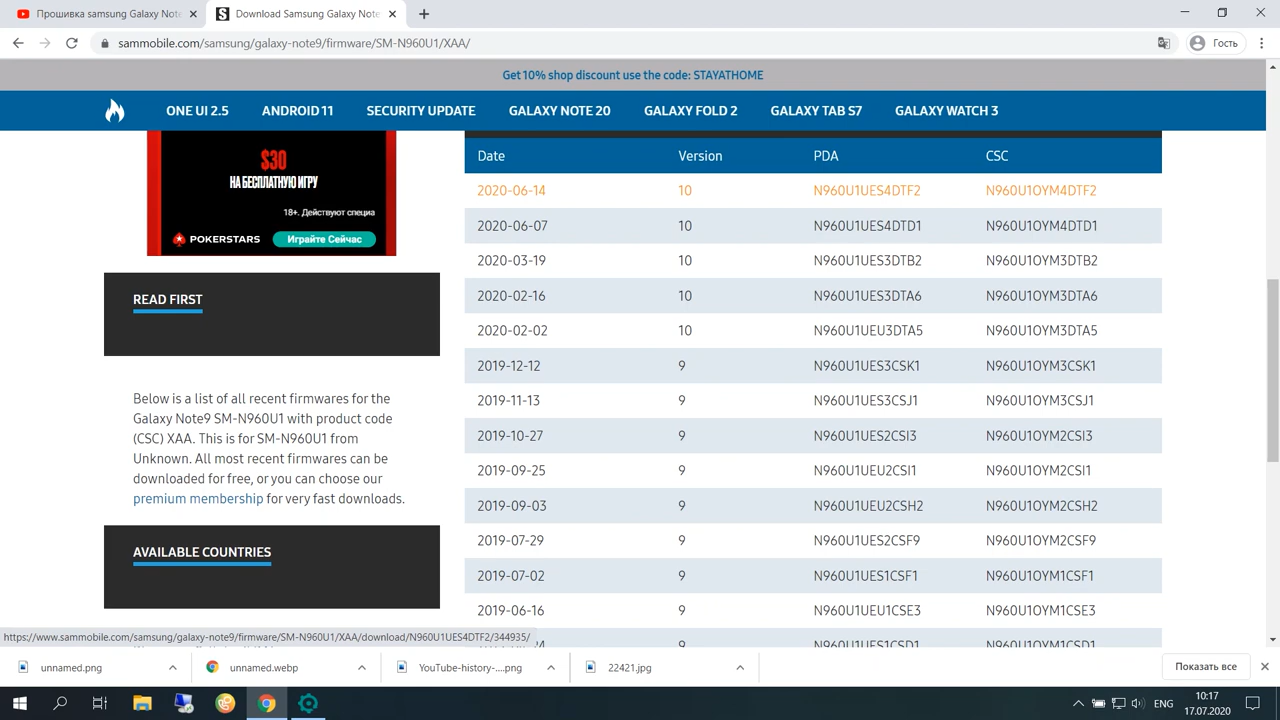 Прошивка samsung Galaxy Note
Download Samsung Galaxy Note
sammobile.com/samsung/galaxy-note9/firmware/SM-N960U1/XAA/
Гость
Get 10% shop discount use the code: STAYATHOME
ONE UI 2.5 ANDROID 11 SECURITY UPDATE GALAXY NOTE 20 GALAXY FOLD 2 GALAXY TAB S7 GALAXY WATCH 3
$30
НА БЕСПЛАТНУЮ ИГРУ
18+. Действуют специа
POKERSTARS Играйте Сейчас
READ FIRST
Below is a list of all recent firmwares for the
Galaxy Note9 SM-N960U1 with product code
(CSC) XAA. This is for SM-N960U1 from
Unknown. All most recent firmwares can be
downloaded for free, or you can choose our
premium membership for very fast downloads.
AVAILABLE COUNTRIES
Date Version PDA CSC
2020-06-14 10 N960U1UES4DTF2 N960U1OYM4DTF2
2020-06-07 10 N960U1UES4DTD1 N960U1OYM4DTD1
2020-03-19 10 N960U1UES3DTB2 N960U1OYM3DTB2
2020-02-16 10 N960U1UES3DTA6 N960U1OYM3DTA6
2020-02-02 10 N960U1UEU3DTA5 N960U1OYM3DTA5
2019-12-12 9 N960U1UES3CSK1 N960U1OYM3CSK1
2019-11-13 9 N960U1UES3CSJ1 N960U1OYM3CSJ1
2019-10-27 9 N960U1UES2CSI3 N960U1OYM2CSI3
2019-09-25 9 N960U1UEU2CSI1 N960U1OYM2CSI1
2019-09-03 9 N960U1UEU2CSH2 N960U1OYM2CSH2
2019-07-29 9 N960U1UES2CSF9 N960U1OYM2CSF9
2019-07-02 9 N960U1UES1CSF1 N960U1OYM1CSF1
2019-06-16 9 N960U1UEU1CSE3 N960U1OYM1CSE3
9 N960U1UES1CSD1 N960U1OYM1CSD1
https://www.sammobile.com/samsung/galaxy-note9/firmware/SM-N960U1/XAA/download/N960U1UES4DTF2/344935/
unnamed.png
unnamed.webp
YouTube-history-....png
22421.jpg
Показать все
ENG
10:17
17.07.2020